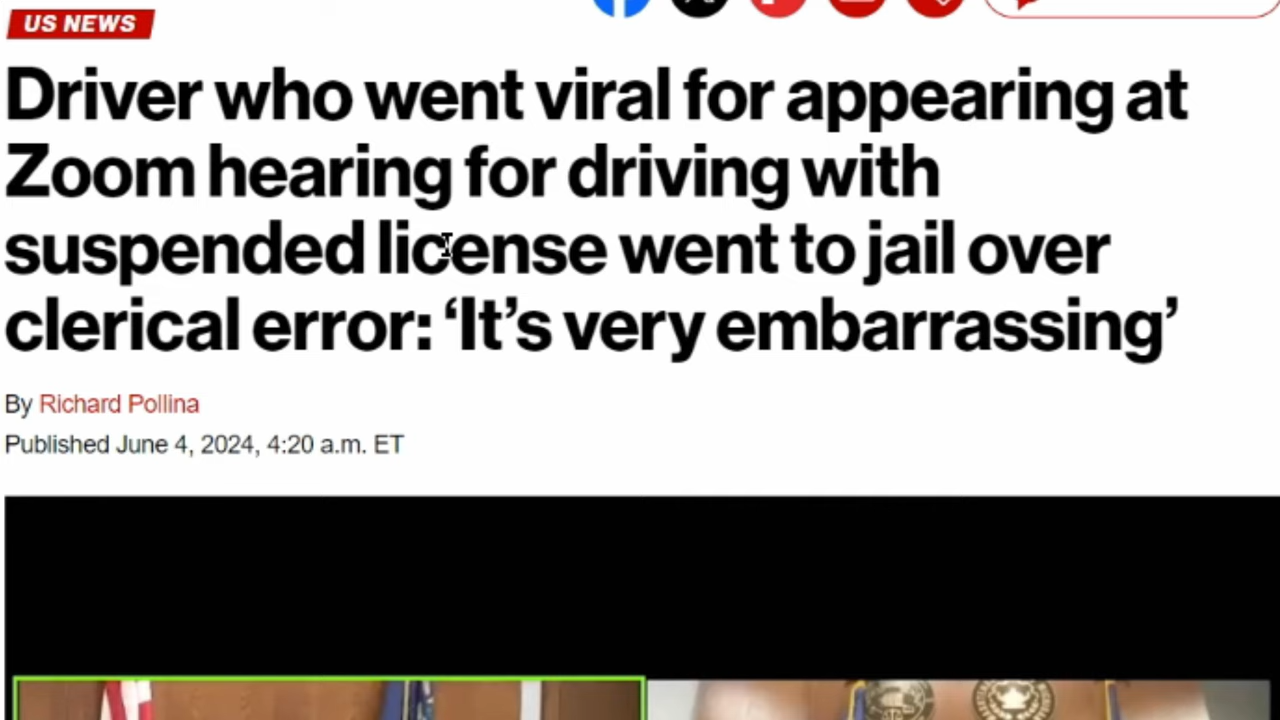 US NEWS
Driver who went viral for appearing at
Zoom hearing for driving with
suspended license went to jail over
clerical error: ‘It’s very embarrassing’
By Richard Pollina
Published June 4, 2024, 4:20 a.m. ET